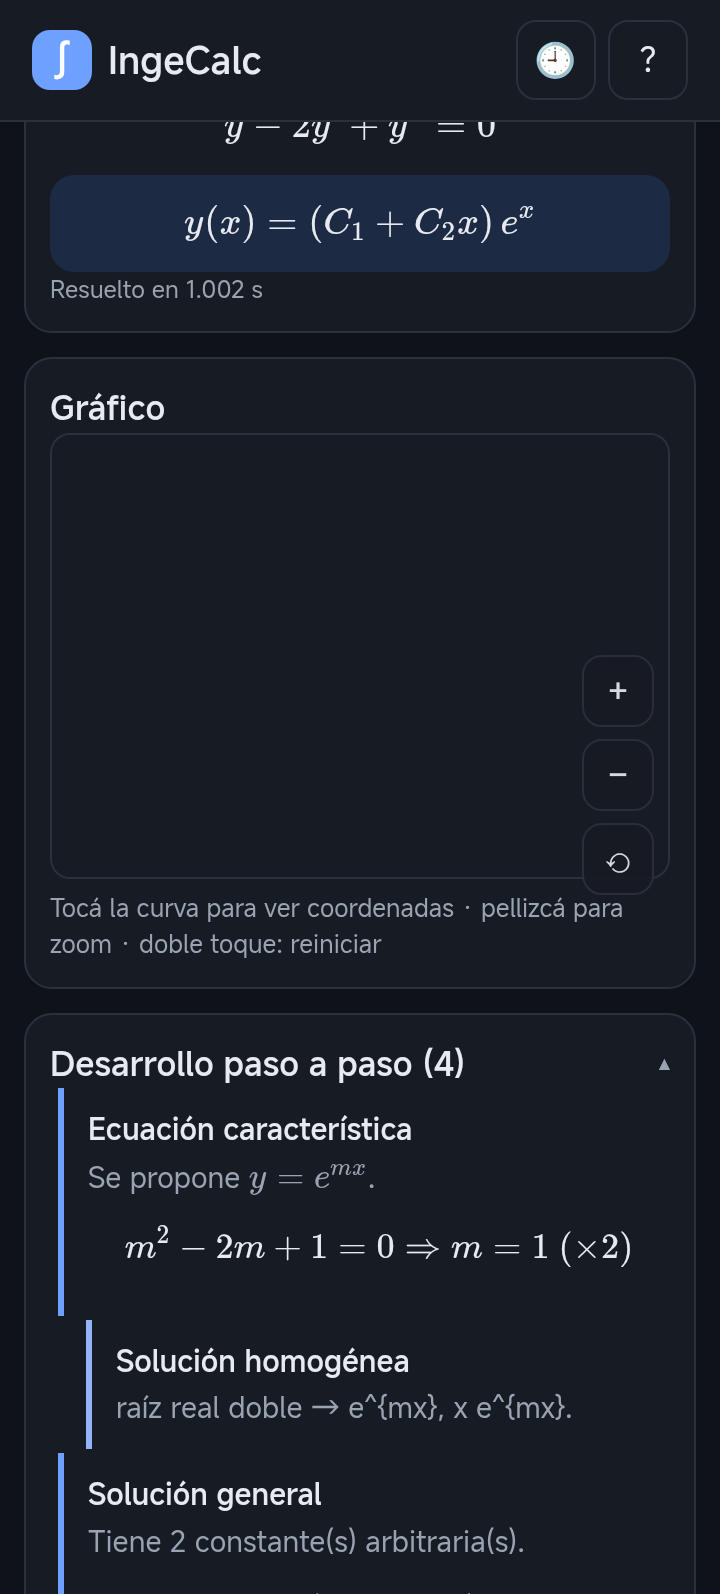 ∫ IngeCalc ?
y − 2y′ + y″ = 0
y(x) = (C₁ + C₂x) eˣ
Resuelto en 1.002 s
Gráfico
+
−
⟲
Tocá la curva para ver coordenadas · pellizcá para
zoom · doble toque: reiniciar
Desarrollo paso a paso (4) ▲
Ecuación característica
Se propone y = e^{mx}.
m² − 2m + 1 = 0 ⇒ m = 1 (×2)
Solución homogénea
raíz real doble → e^{mx}, x e^{mx}.
Solución general
Tiene 2 constante(s) arbitraria(s).